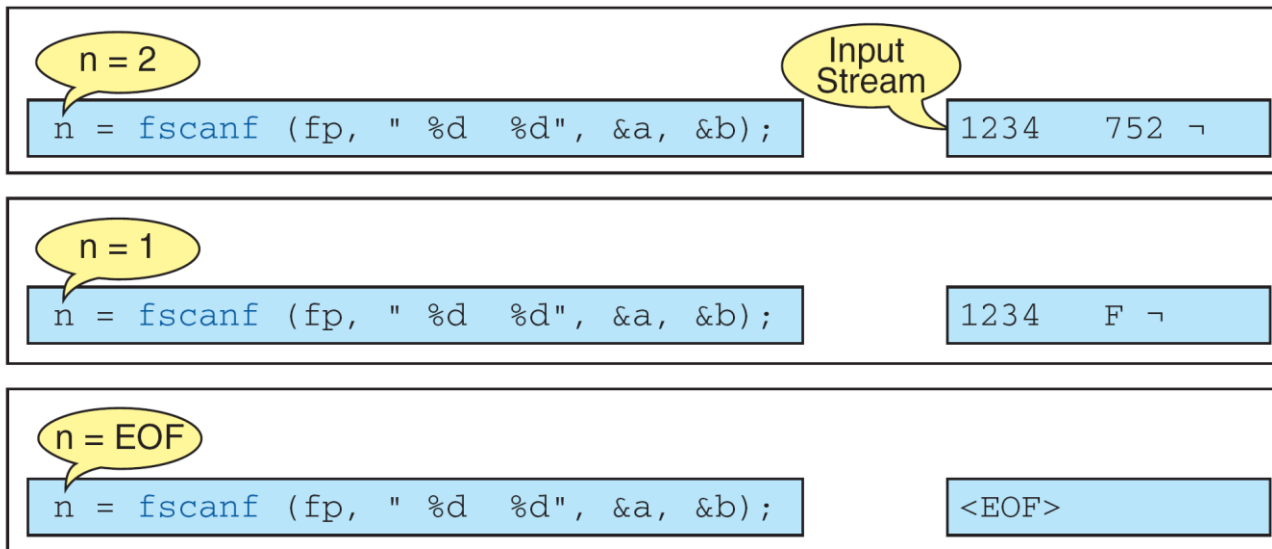 n = 2
Input
Stream
n = fscanf (fp, " %d  %d", &a, &b);
1234   752 ¬
n = 1
n = fscanf (fp, " %d  %d", &a, &b);
1234   F ¬
n = EOF
n = fscanf (fp, " %d  %d", &a, &b);
<EOF>